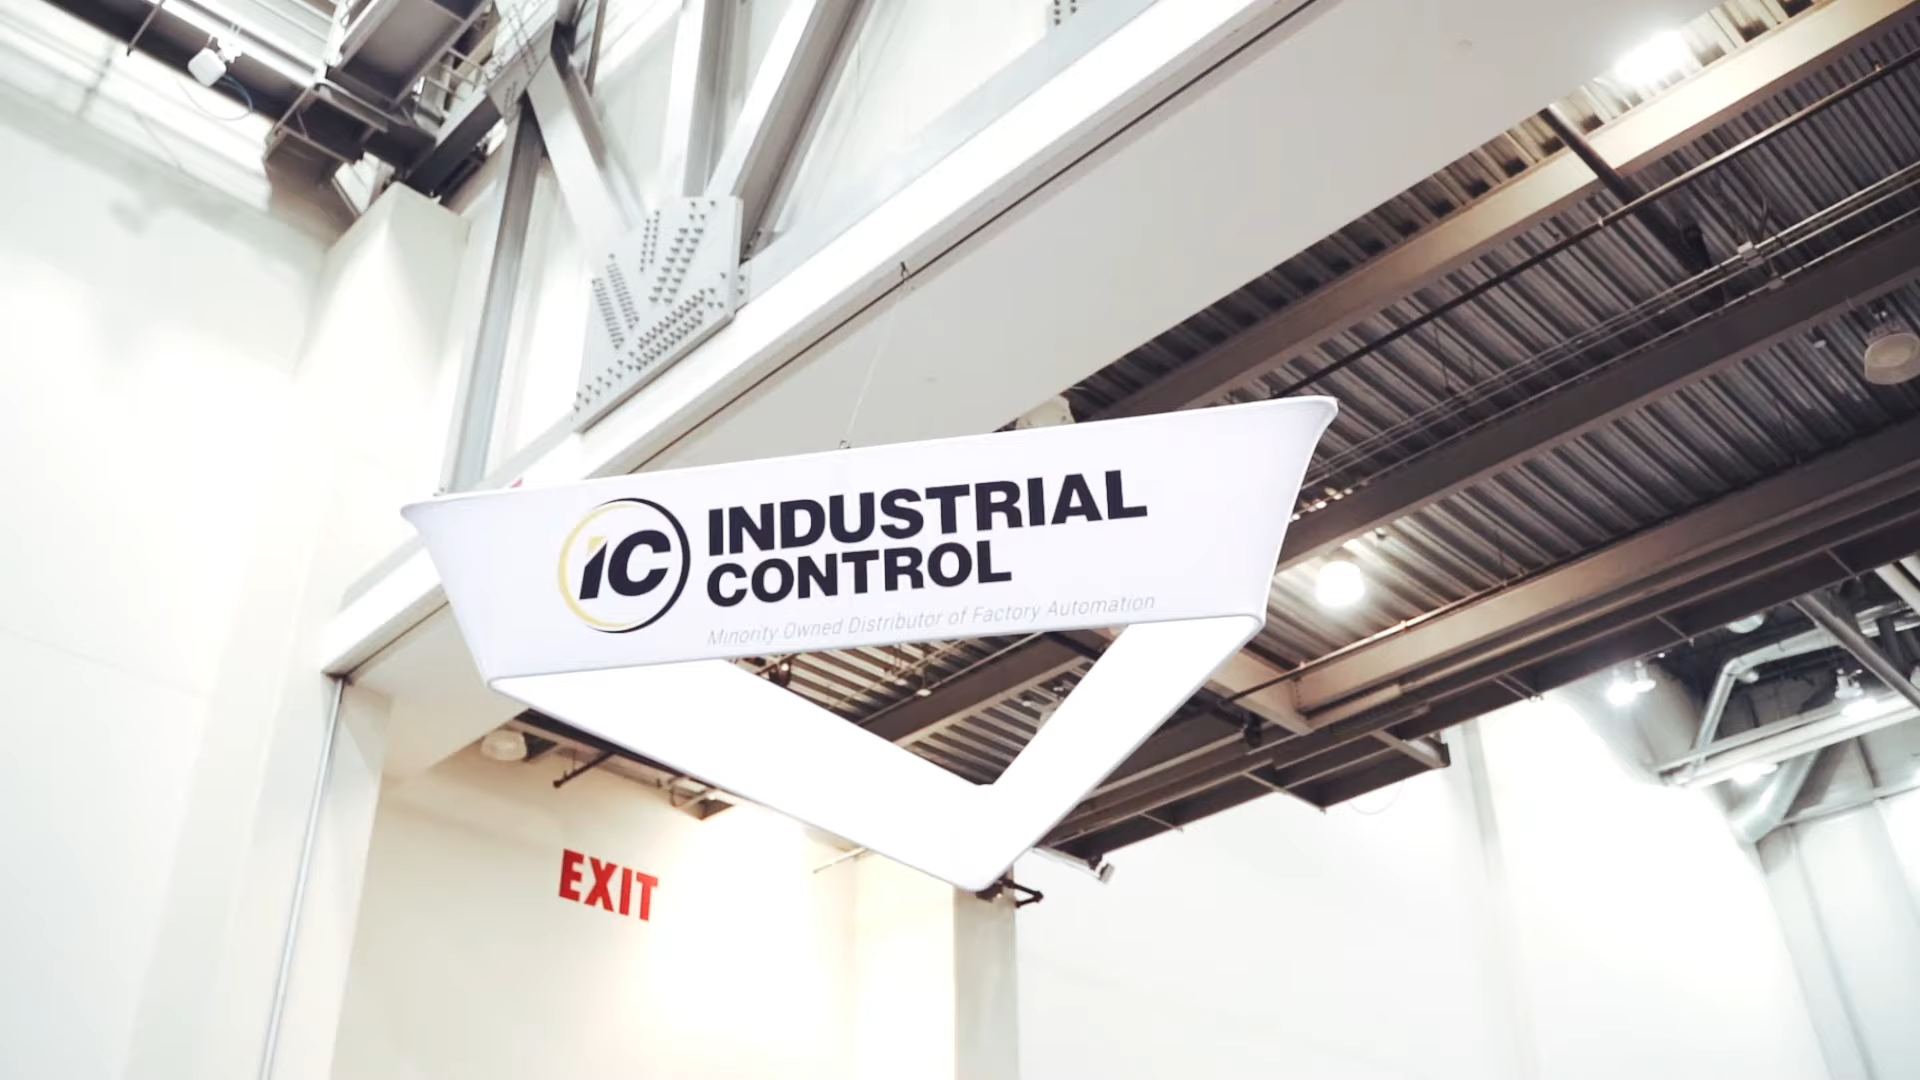 iC
INDUSTRIAL
CONTROL
Minority Owned Distributor of Factory Automation
EXIT